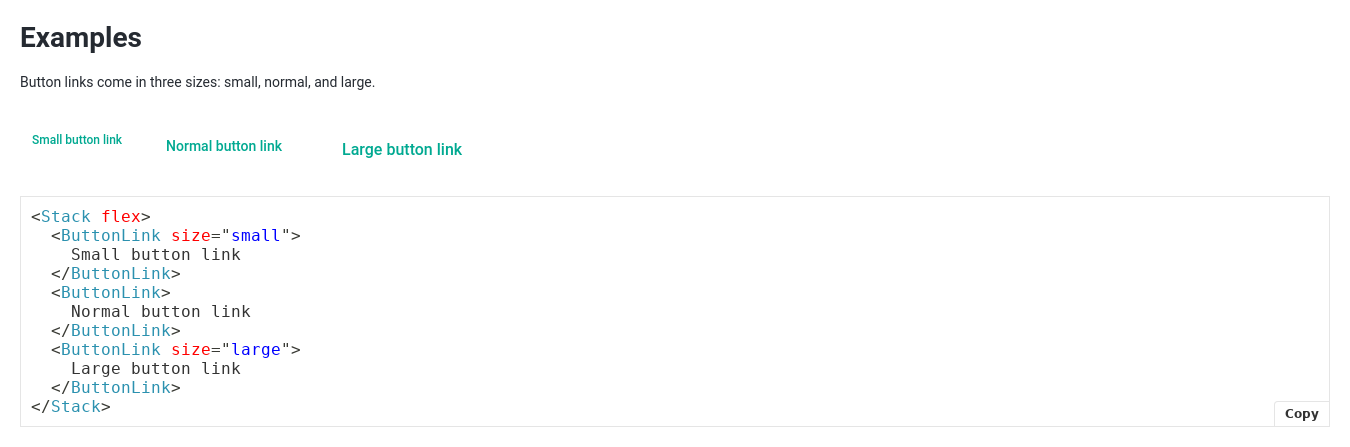 Examples
Button links come in three sizes: small, normal, and large.
Small button link
Normal button link
Large button link
<Stack flex>
  <ButtonLink size="small">
    Small button link
  </ButtonLink>
  <ButtonLink>
    Normal button link
  </ButtonLink>
  <ButtonLink size="large">
    Large button link
  </ButtonLink>
</Stack>
Copy